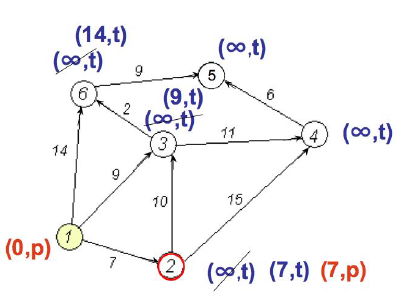 (14,t)
(∞,t)
9
5
(∞,t)
6
(9,t)
(∞,t)
2
6
3
11
4
(∞,t)
14
9
10
15
(0,p)
1
7
2
(∞,t) (7,t) (7,p)